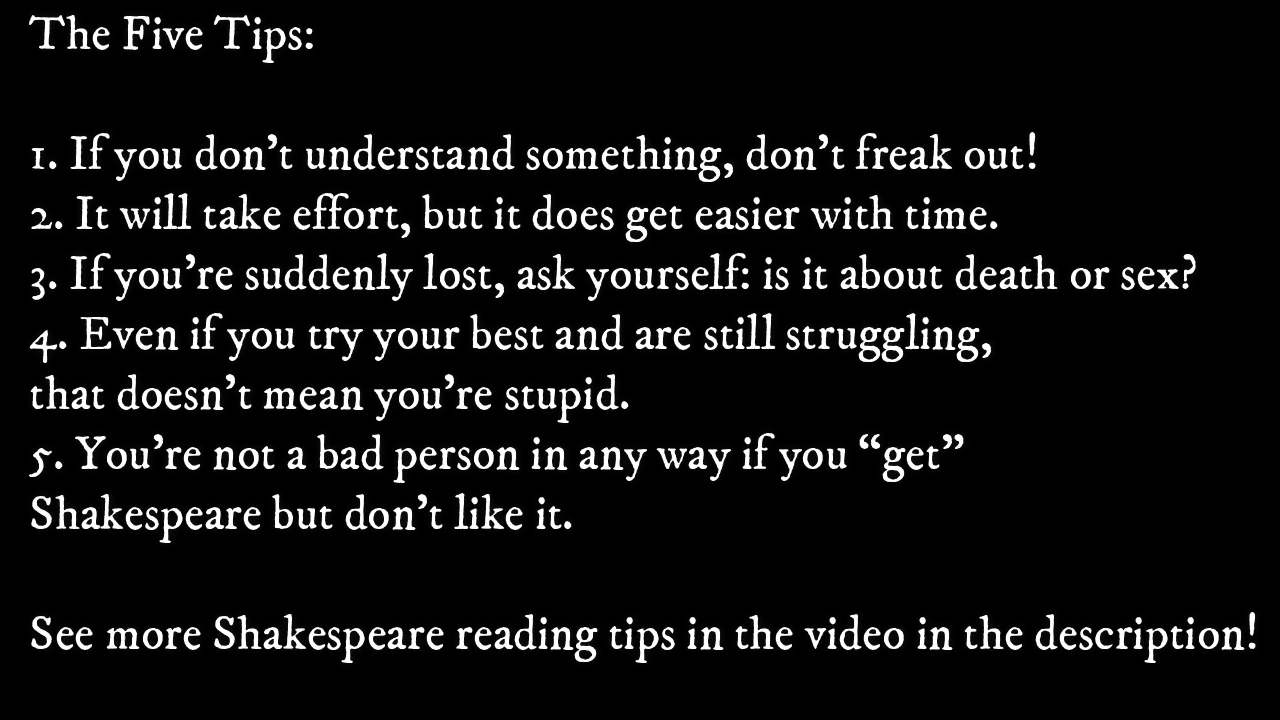 The Five Tips:
1. If you don’t understand something, don’t freak out!
2. It will take effort, but it does get easier with time.
3. If you’re suddenly lost, ask yourself: is it about death or sex?
4. Even if you try your best and are still struggling,
that doesn’t mean you’re stupid.
5. You’re not a bad person in any way if you “get”
Shakespeare but don’t like it.
See more Shakespeare reading tips in the video in the description!